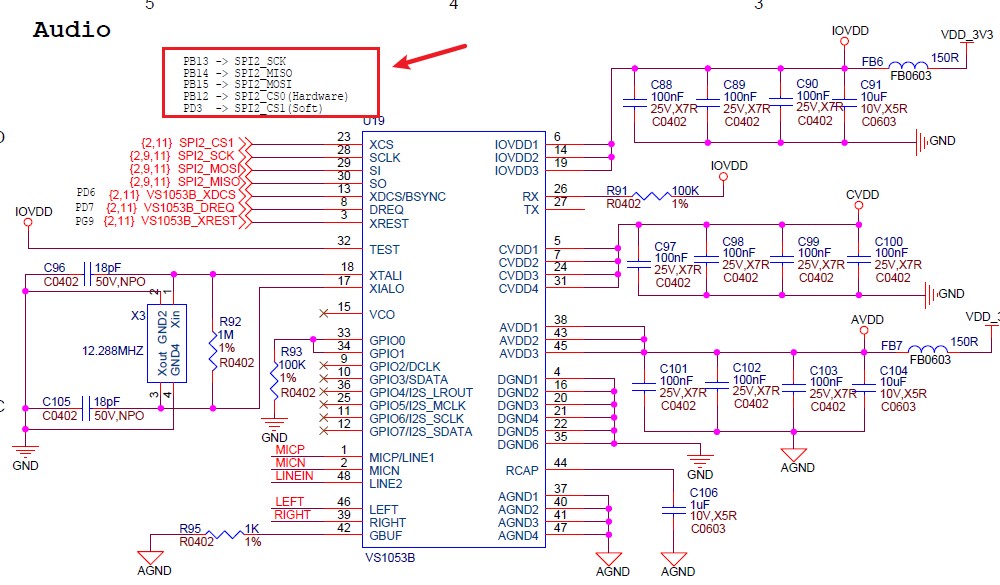 5 4 3
Audio
PB13 -> SPI2_SCK
PB14 -> SPI2_MISO
PB15 -> SPI2_MOSI
PB12 -> SPI2_CS0(Hardware)
PD3 -> SPI2_CS1(Soft)
U19
{2,11} SPI2_CS1 23 XCS
{2,9,11} SPI2_SCK 28 SCLK
{2,9,11} SPI2_MOSI 29 SI
{2,9,11} SPI2_MISO 30 SO
PD6 {2,11} VS1053B_XDCS 13 XDCS/BSYNC
PD7 {2,11} VS1053B_DREQ 8 DREQ
PG9 {2,11} VS1053B_XREST 3 XREST
IOVDD
32 TEST
18 XTALI
17 XIALO
15 VCO
33 GPIO0
34 GPIO1
9 GPIO2/DCLK
10 GPIO3/SDATA
36 GPIO4/I2S_LROUT
25 GPIO5/I2S_MCLK
11 GPIO6/I2S_SCLK
12 GPIO7/I2S_SDATA
MICP 1 MICP/LINE1
MICN 2 MICN
LINEIN 48 LINE2
LEFT 46 LEFT
RIGHT 39 RIGHT
42 GBUF
VS1053B
C96 18pF
C0402 50V,NPO
X3
12.288MHZ
2 1
GND2 Xin
Xout GND4
3 4
R92
1M
1%
R0402
C105 18pF
C0402 50V,NPO
GND
R93
100K
1%
R0402
GND
R95 1K
R0402 1%
AGND
IOVDD1 6
IOVDD2 14
IOVDD3 19
RX 26
TX 27
CVDD1 5
CVDD2 7
CVDD3 24
CVDD4 31
AVDD1 38
AVDD2 43
AVDD3 45
DGND1 4
DGND2 16
DGND3 20
DGND4 21
DGND5 22
DGND6 35
RCAP 44
AGND1 37
AGND2 40
AGND3 41
AGND4 47
IOVDD
VDD_3V3
FB6 150R
FB0603
C88
100nF
25V,X7R
C0402
C89
100nF
25V,X7R
C0402
C90
100nF
25V,X7R
C0402
C91
10uF
10V,X5R
C0603
GND
IOVDD
R91 100K
R0402 1%
CVDD
C97
100nF
25V,X7R
C0402
C98
100nF
25V,X7R
C0402
C99
100nF
25V,X7R
C0402
C100
100nF
25V,X7R
C0402
GND
AVDD
VDD_3
FB7 150R
FB0603
C101
100nF
25V,X7R
C0402
C102
100nF
25V,X7R
C0402
C103
100nF
25V,X7R
C0402
C104
10uF
10V,X5R
C0603
GND
AGND
C106
1uF
10V,X5R
C0603
AGND
AGND